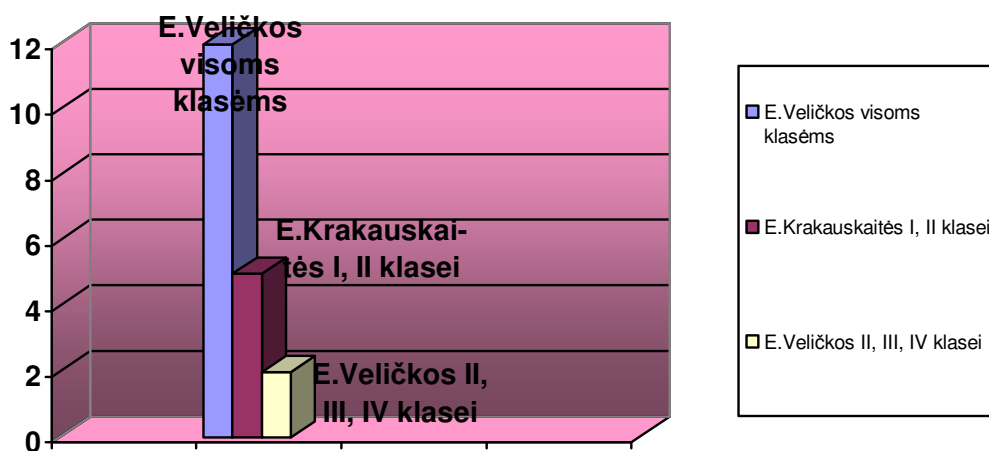 E.Veličkos
visoms
klasėms
12
10
8
6
4
2
0
E.Krakauskai-
tės I, II klasei
E.Veličkos II,
III, IV klasei
E.Veličkos visoms
klasėms
E.Krakauskaitės I, II klasei
E.Veličkos II, III, IV klasei